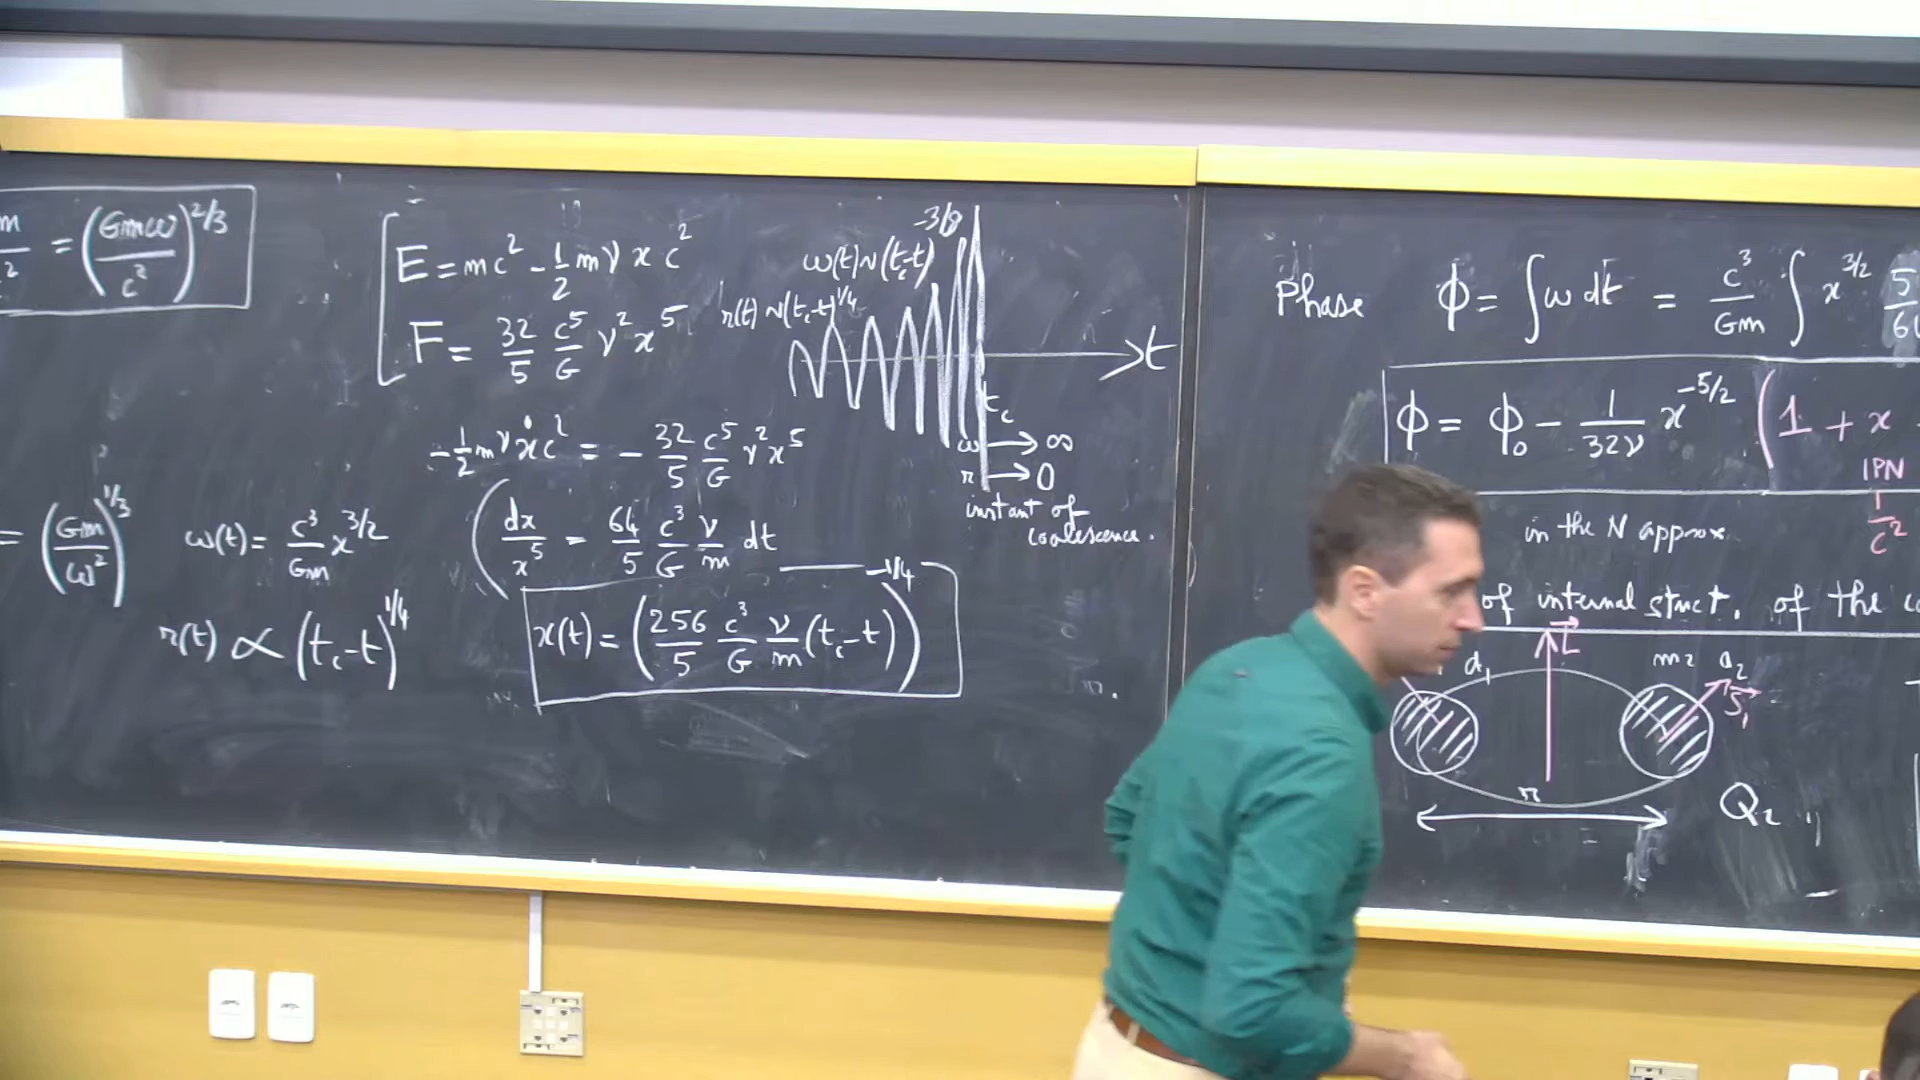 m/2 = (Gmω/c²)^2/3
E = mc² - 1/2 mν x c²
F = 32/5 c⁵/G ν² x⁵
ω(t) ~ (t_c-t)^-3/8
r(t) ~ (t_c-t)^1/4
t
t_c
ω → ∞
r → 0
instant of
coalescence.
-1/2 mν ẋ c² = - 32/5 c⁵/G ν² x⁵
= (Gm/ω²)^1/3
ω(t) = c³/Gm x^3/2
dx/x⁵ = 64/5 c³/G ν/m dt
r(t) ∝ (t_c-t)^1/4
x(t) = (256/5 c³/G ν/m (t_c-t))^-1/4
Phase ϕ = ∫ω dt = c³/Gm ∫ x^3/2 5/6
ϕ = ϕ₀ - 1/32ν x^-5/2 (1 + x
1PN
1/c²
in the N approx.
of internal struct. of the
L
d₁
m₂ a₂
S₁
r
Q₂